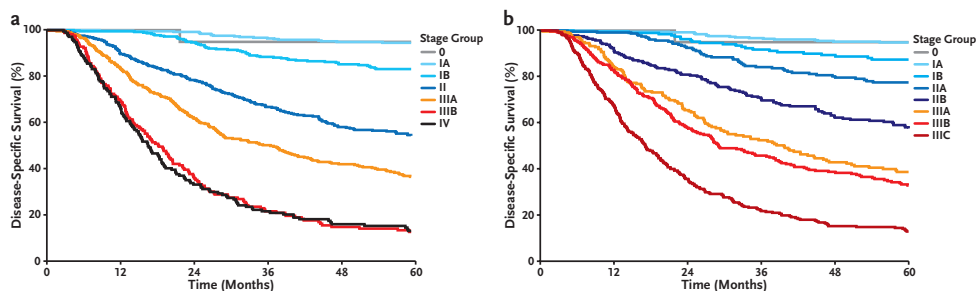 a
Disease-Specific Survival (%)
100
80
60
40
20
0
0 12 24 36 48 60
Time (Months)
Stage Group
0
IA
IB
II
IIIA
IIIB
IV
b
Disease-Specific Survival (%)
100
80
60
40
20
0
0 12 24 36 48 60
Time (Months)
Stage Group
0
IA
IB
IIA
IIB
IIIA
IIIB
IIIC